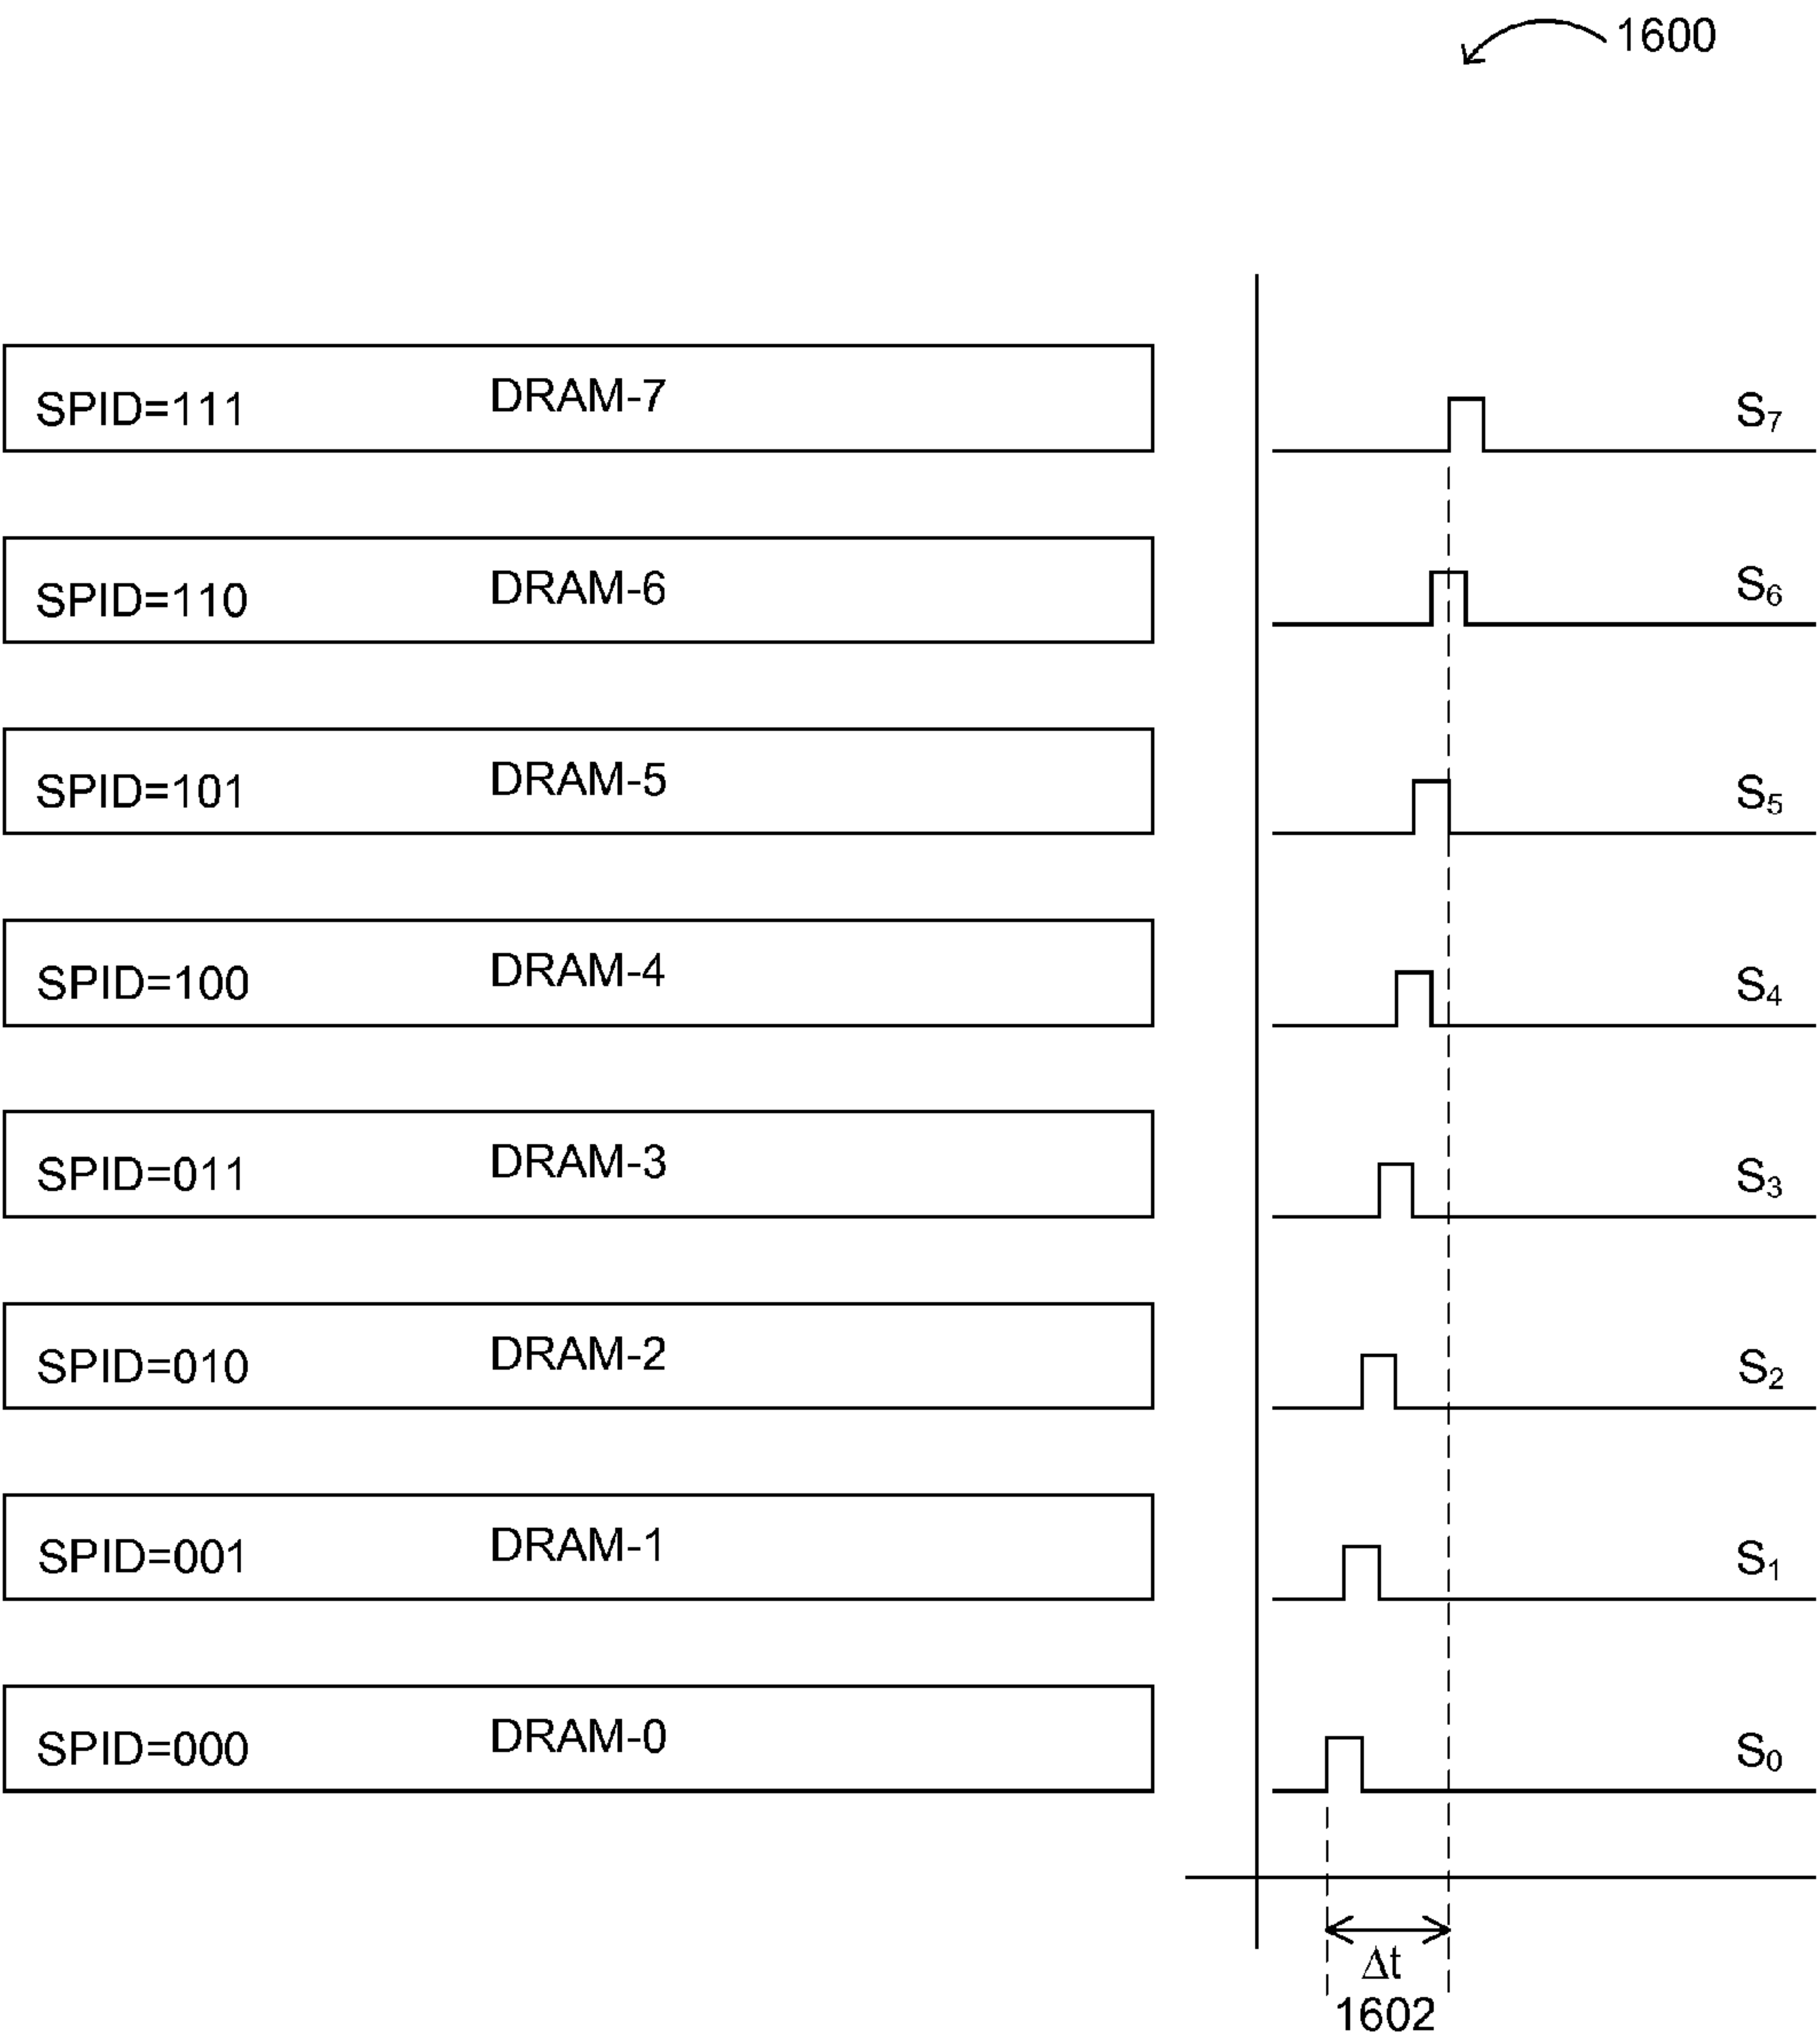 1600
DRAM-7
SPID=111
S₇
DRAM-6
SPID=110
S₆
DRAM-5
SPID=101
S₅
DRAM-4
SPID=100
S₄
DRAM-3
SPID=011
S₃
DRAM-2
SPID=010
S₂
DRAM-1
SPID=001
S₁
DRAM-0
SPID=000
S₀
Δt
1602